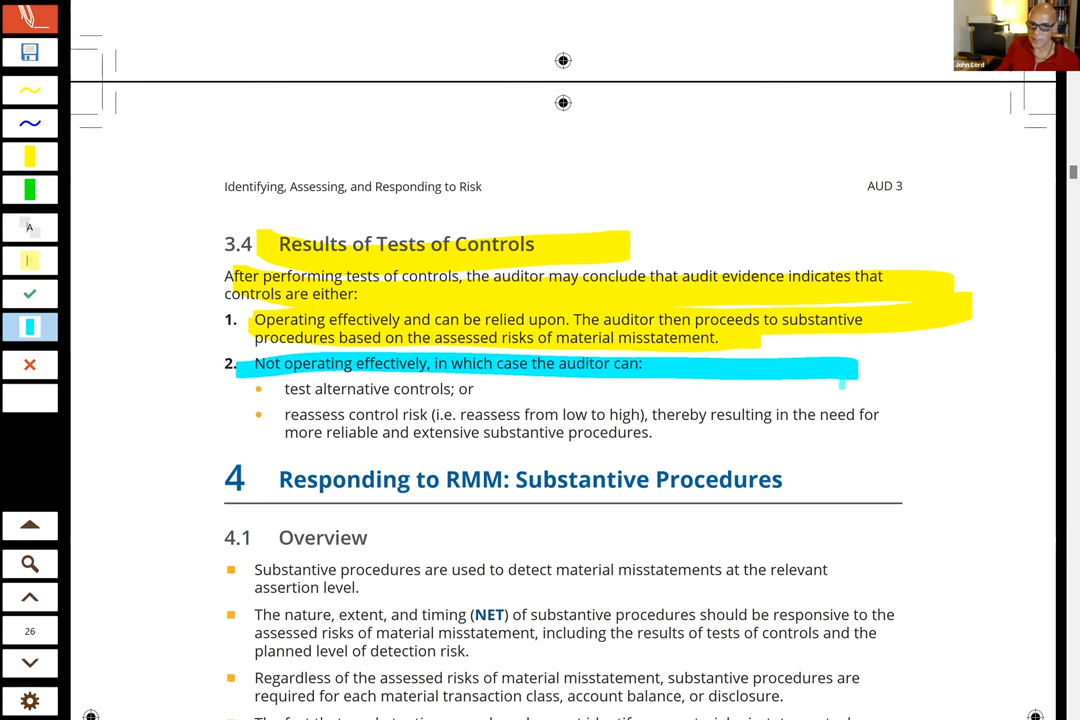 John Lord
Identifying, Assessing, and Responding to Risk
AUD 3
3.4 Results of Tests of Controls
After performing tests of controls, the auditor may conclude that audit evidence indicates that
controls are either:
1. Operating effectively and can be relied upon. The auditor then proceeds to substantive
procedures based on the assessed risks of material misstatement.
2. Not operating effectively, in which case the auditor can:
test alternative controls; or
reassess control risk (i.e. reassess from low to high), thereby resulting in the need for
more reliable and extensive substantive procedures.
4 Responding to RMM: Substantive Procedures
4.1 Overview
Substantive procedures are used to detect material misstatements at the relevant
assertion level.
The nature, extent, and timing (NET) of substantive procedures should be responsive to the
assessed risks of material misstatement, including the results of tests of controls and the
planned level of detection risk.
Regardless of the assessed risks of material misstatement, substantive procedures are
required for each material transaction class, account balance, or disclosure.
A
26